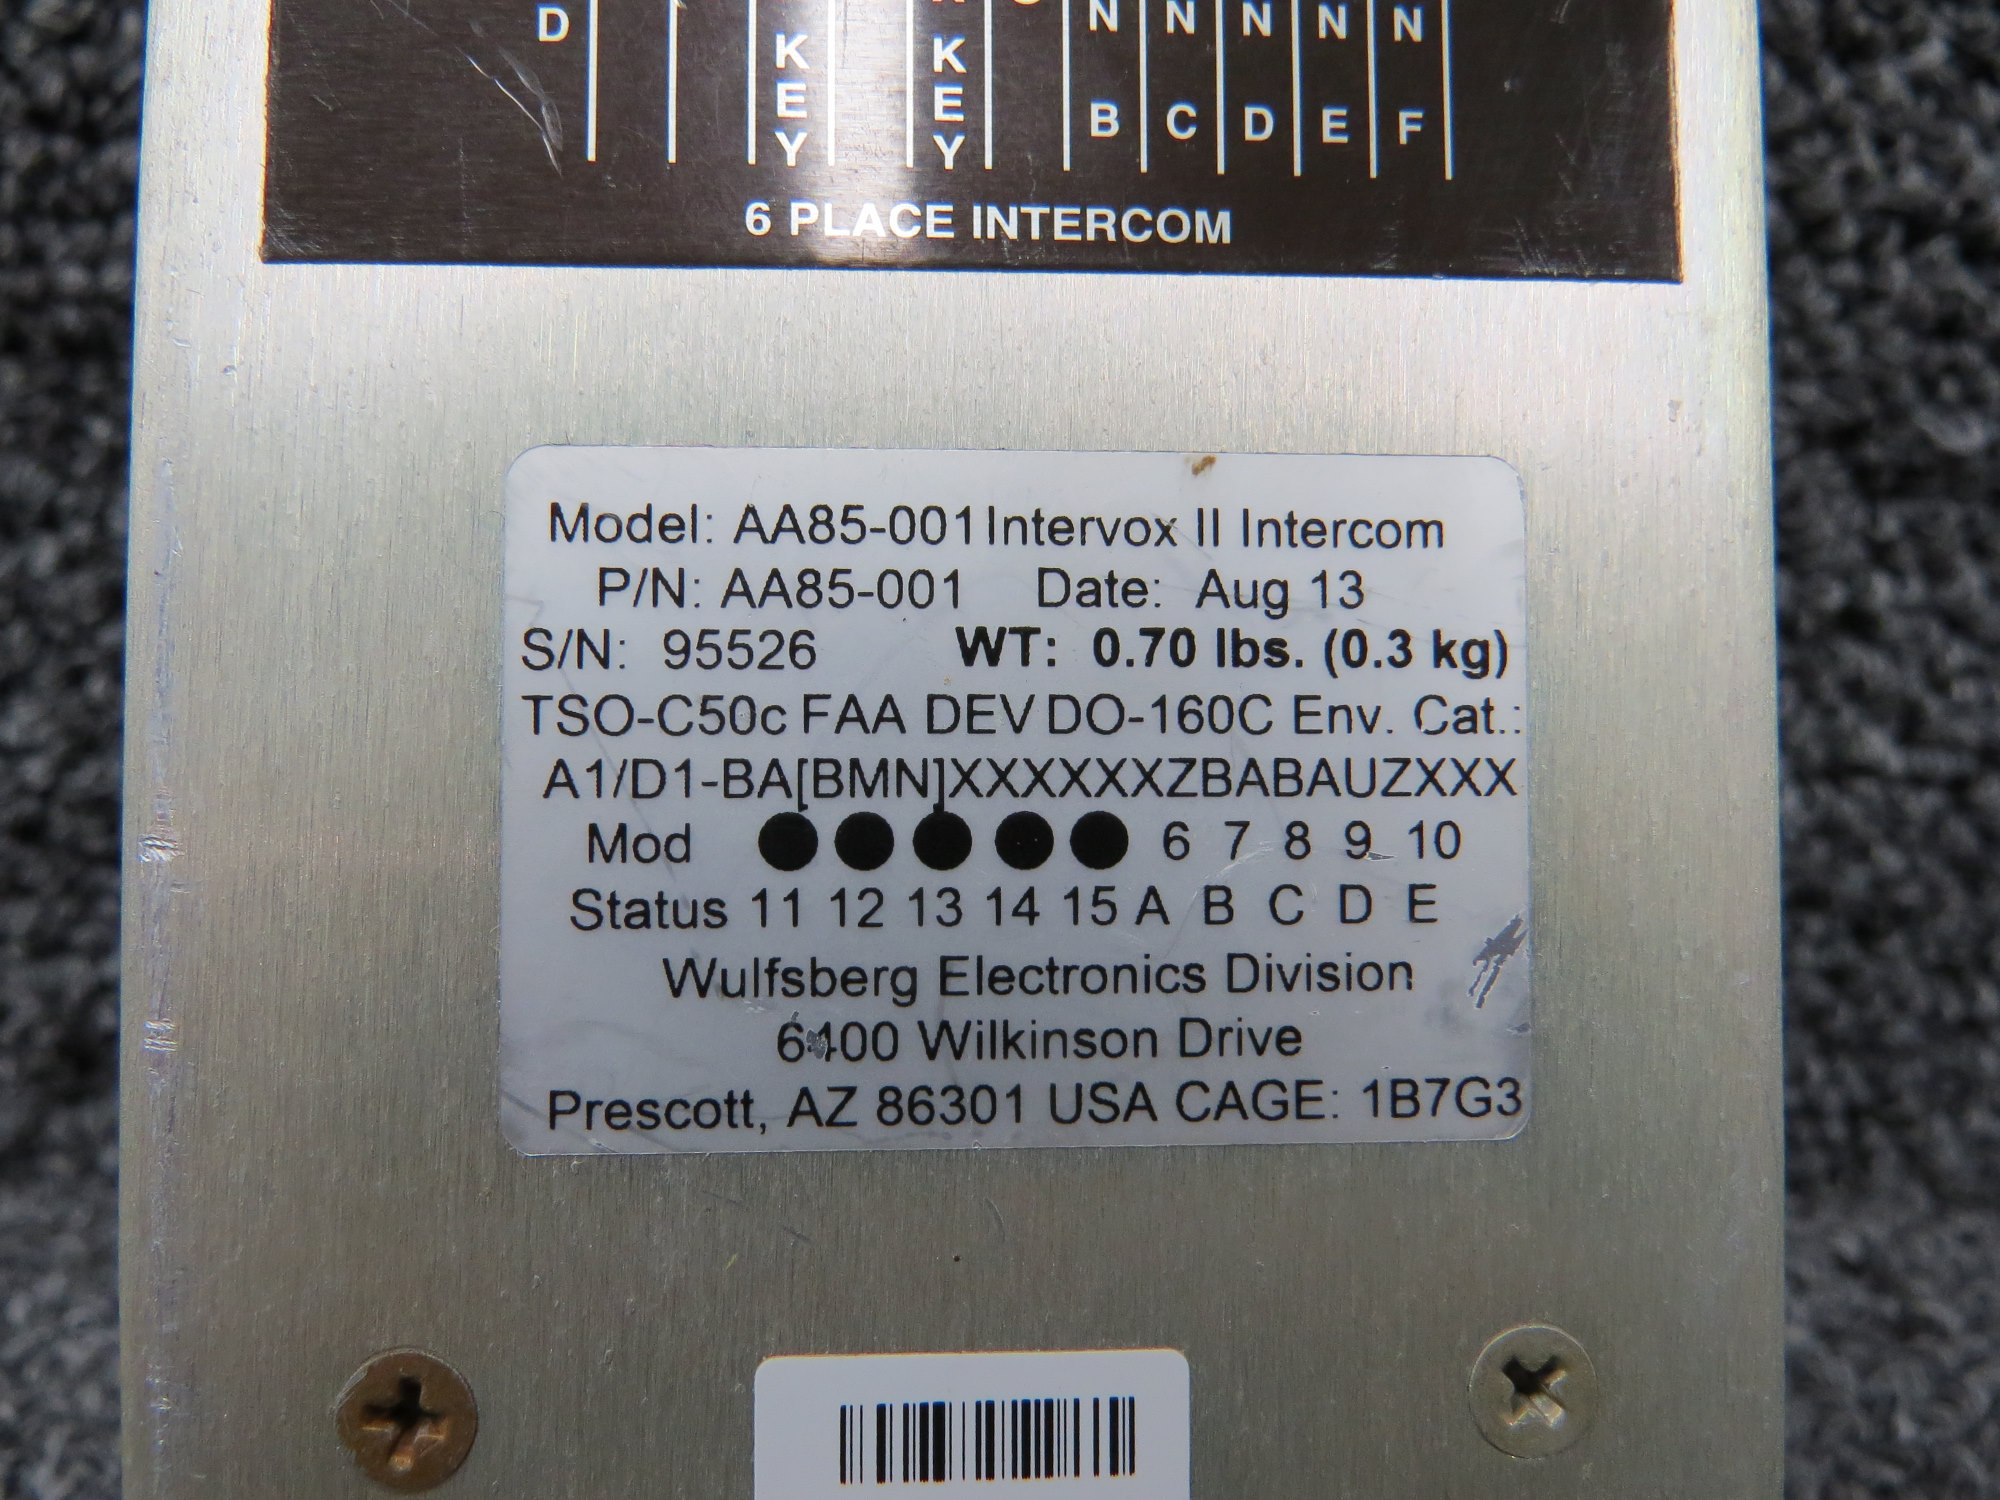 D
N N N N N
K K
E E
Y Y
B C D E F
6 PLACE INTERCOM
Model: AA85-001 Intervox II Intercom
P/N: AA85-001 Date: Aug 13
S/N: 95526 WT: 0.70 lbs. (0.3 kg)
TSO-C50c FAA DEV DO-160C Env. Cat.:
A1/D1-BA[BMN]XXXXXXZBABAUZXXX
Mod ● ● ● ● ● 6 7 8 9 10
Status 11 12 13 14 15 A B C D E
Wulfsberg Electronics Division
6400 Wilkinson Drive
Prescott, AZ 86301 USA CAGE: 1B7G3